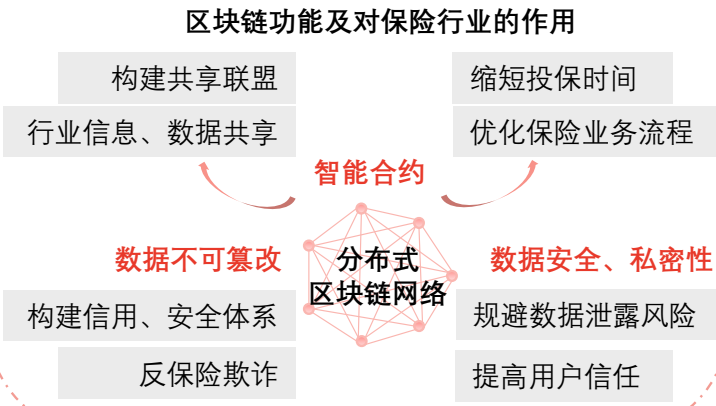 区块链功能及对保险行业的作用
构建共享联盟
缩短投保时间
行业信息、数据共享
优化保险业务流程
智能合约
数据不可篡改
分布式
区块链网络
数据安全、私密性
构建信用、安全体系
规避数据泄露风险
反保险欺诈
提高用户信任